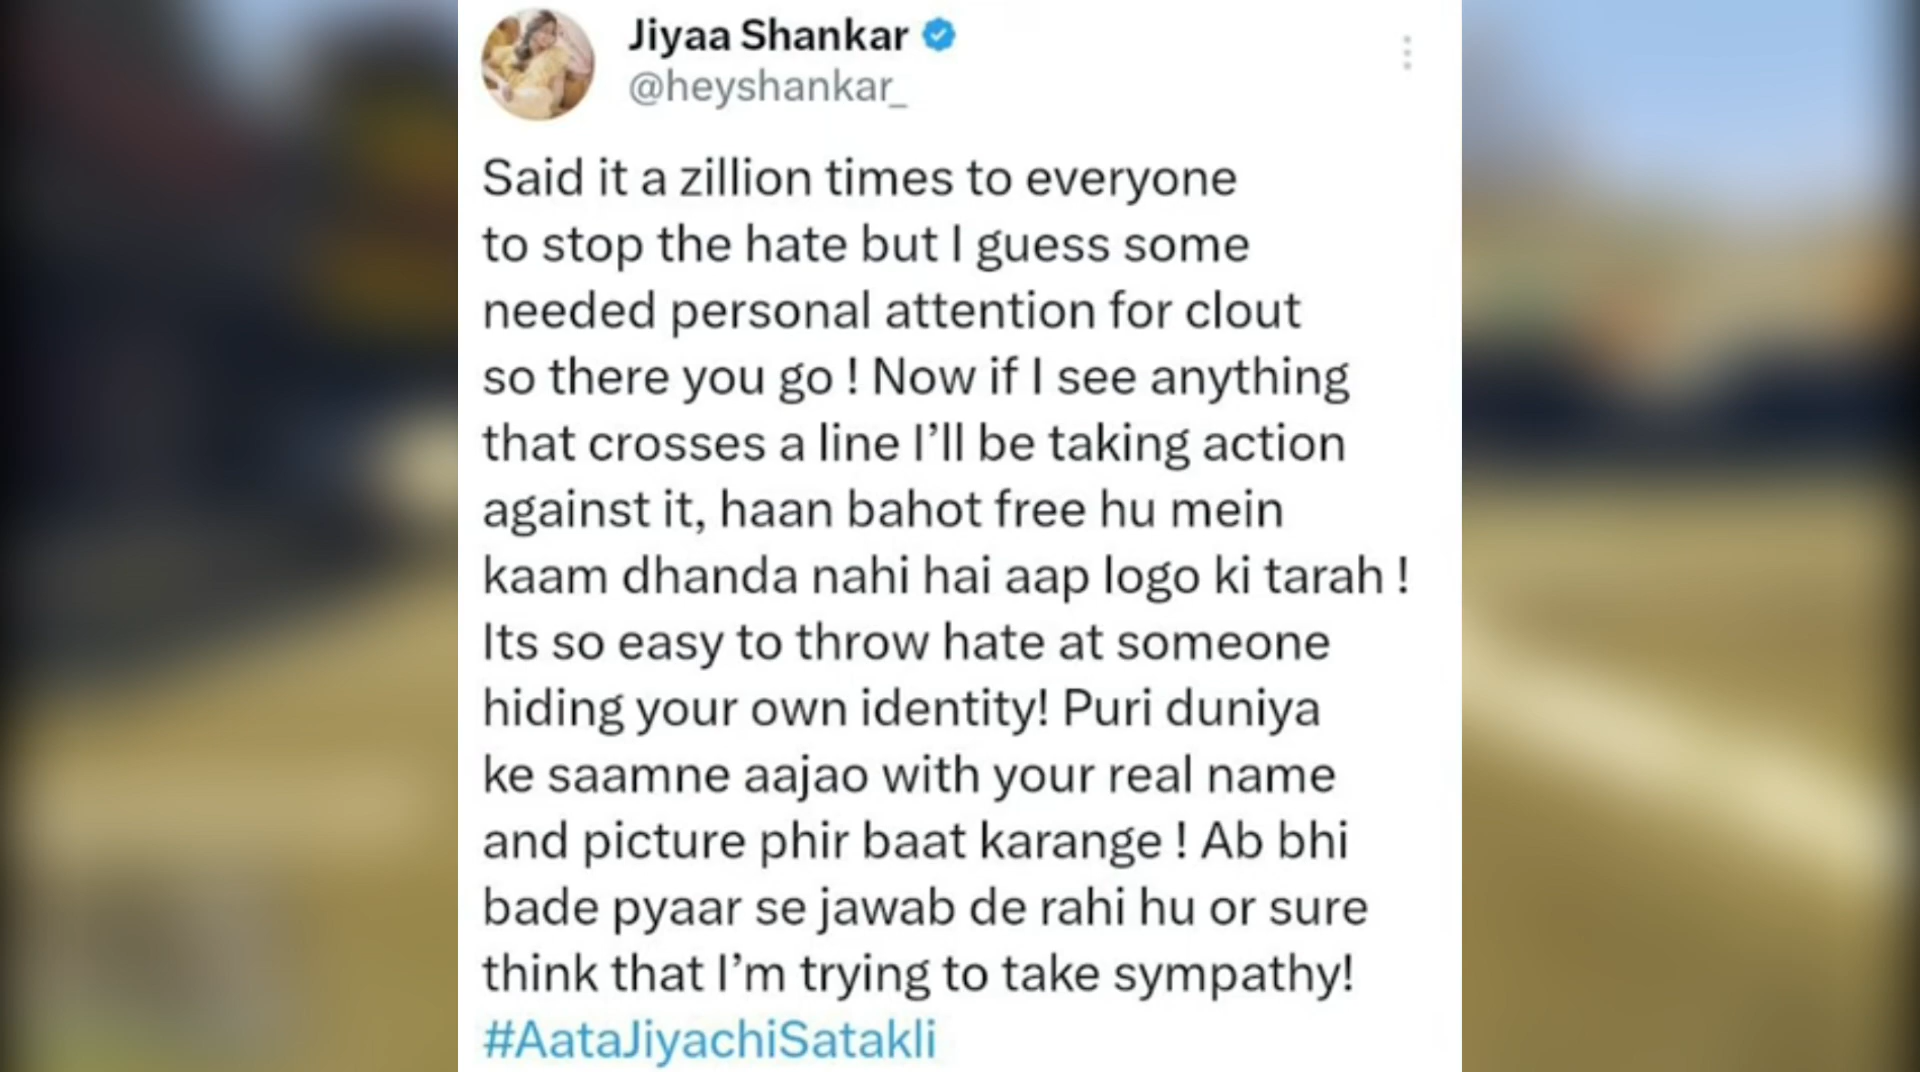 Jiyaa Shankar
@heyshankar_
Said it a zillion times to everyone
to stop the hate but I guess some
needed personal attention for clout
so there you go ! Now if I see anything
that crosses a line I’ll be taking action
against it, haan bahot free hu mein
kaam dhanda nahi hai aap logo ki tarah !
Its so easy to throw hate at someone
hiding your own identity! Puri duniya
ke saamne aajao with your real name
and picture phir baat karange ! Ab bhi
bade pyaar se jawab de rahi hu or sure
think that I’m trying to take sympathy!
#AataJiyachiSatakli